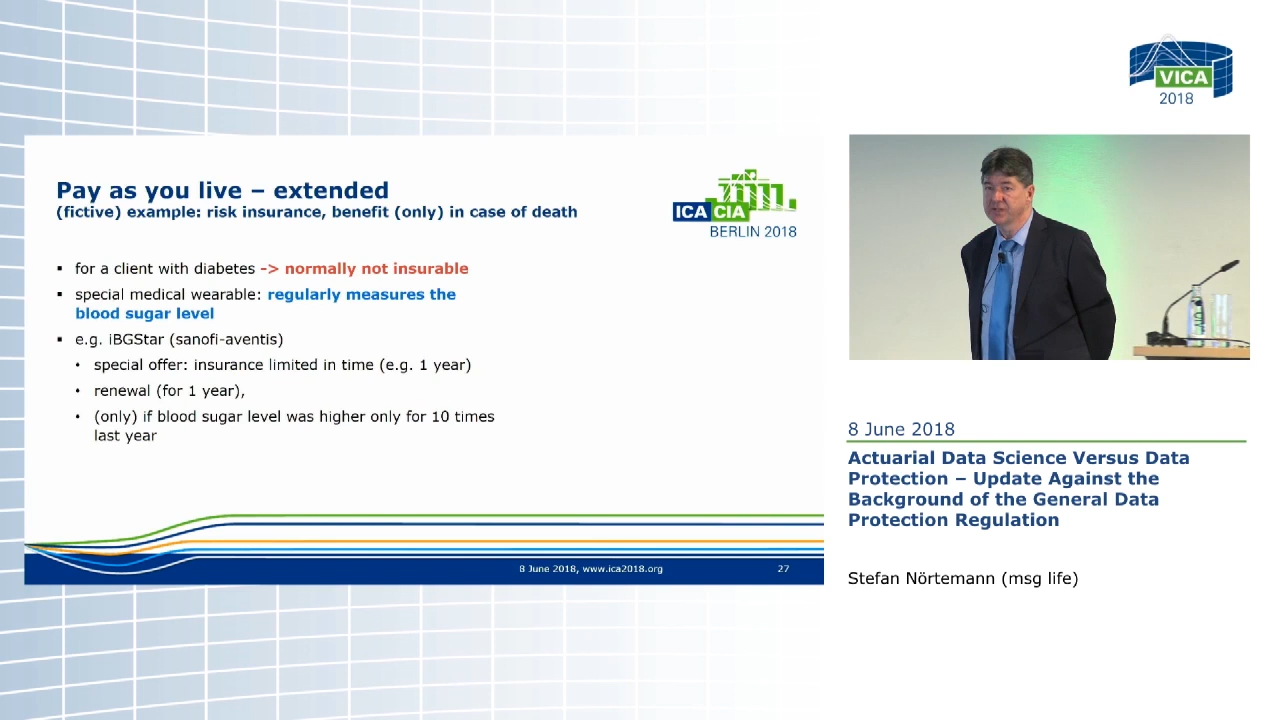 VICA
2018
Pay as you live – extended
(fictive) example: risk insurance, benefit (only) in case of death
ICA CIA
BERLIN 2018
▪ for a client with diabetes -> normally not insurable
▪ special medical wearable: regularly measures the
blood sugar level
▪ e.g. iBGStar (sanofi-aventis)
• special offer: insurance limited in time (e.g. 1 year)
• renewal (for 1 year),
• (only) if blood sugar level was higher only for 10 times
last year
8 June 2018, www.ica2018.org
27
8 June 2018
Actuarial Data Science Versus Data
Protection – Update Against the
Background of the General Data
Protection Regulation
Stefan Nörtemann (msg life)